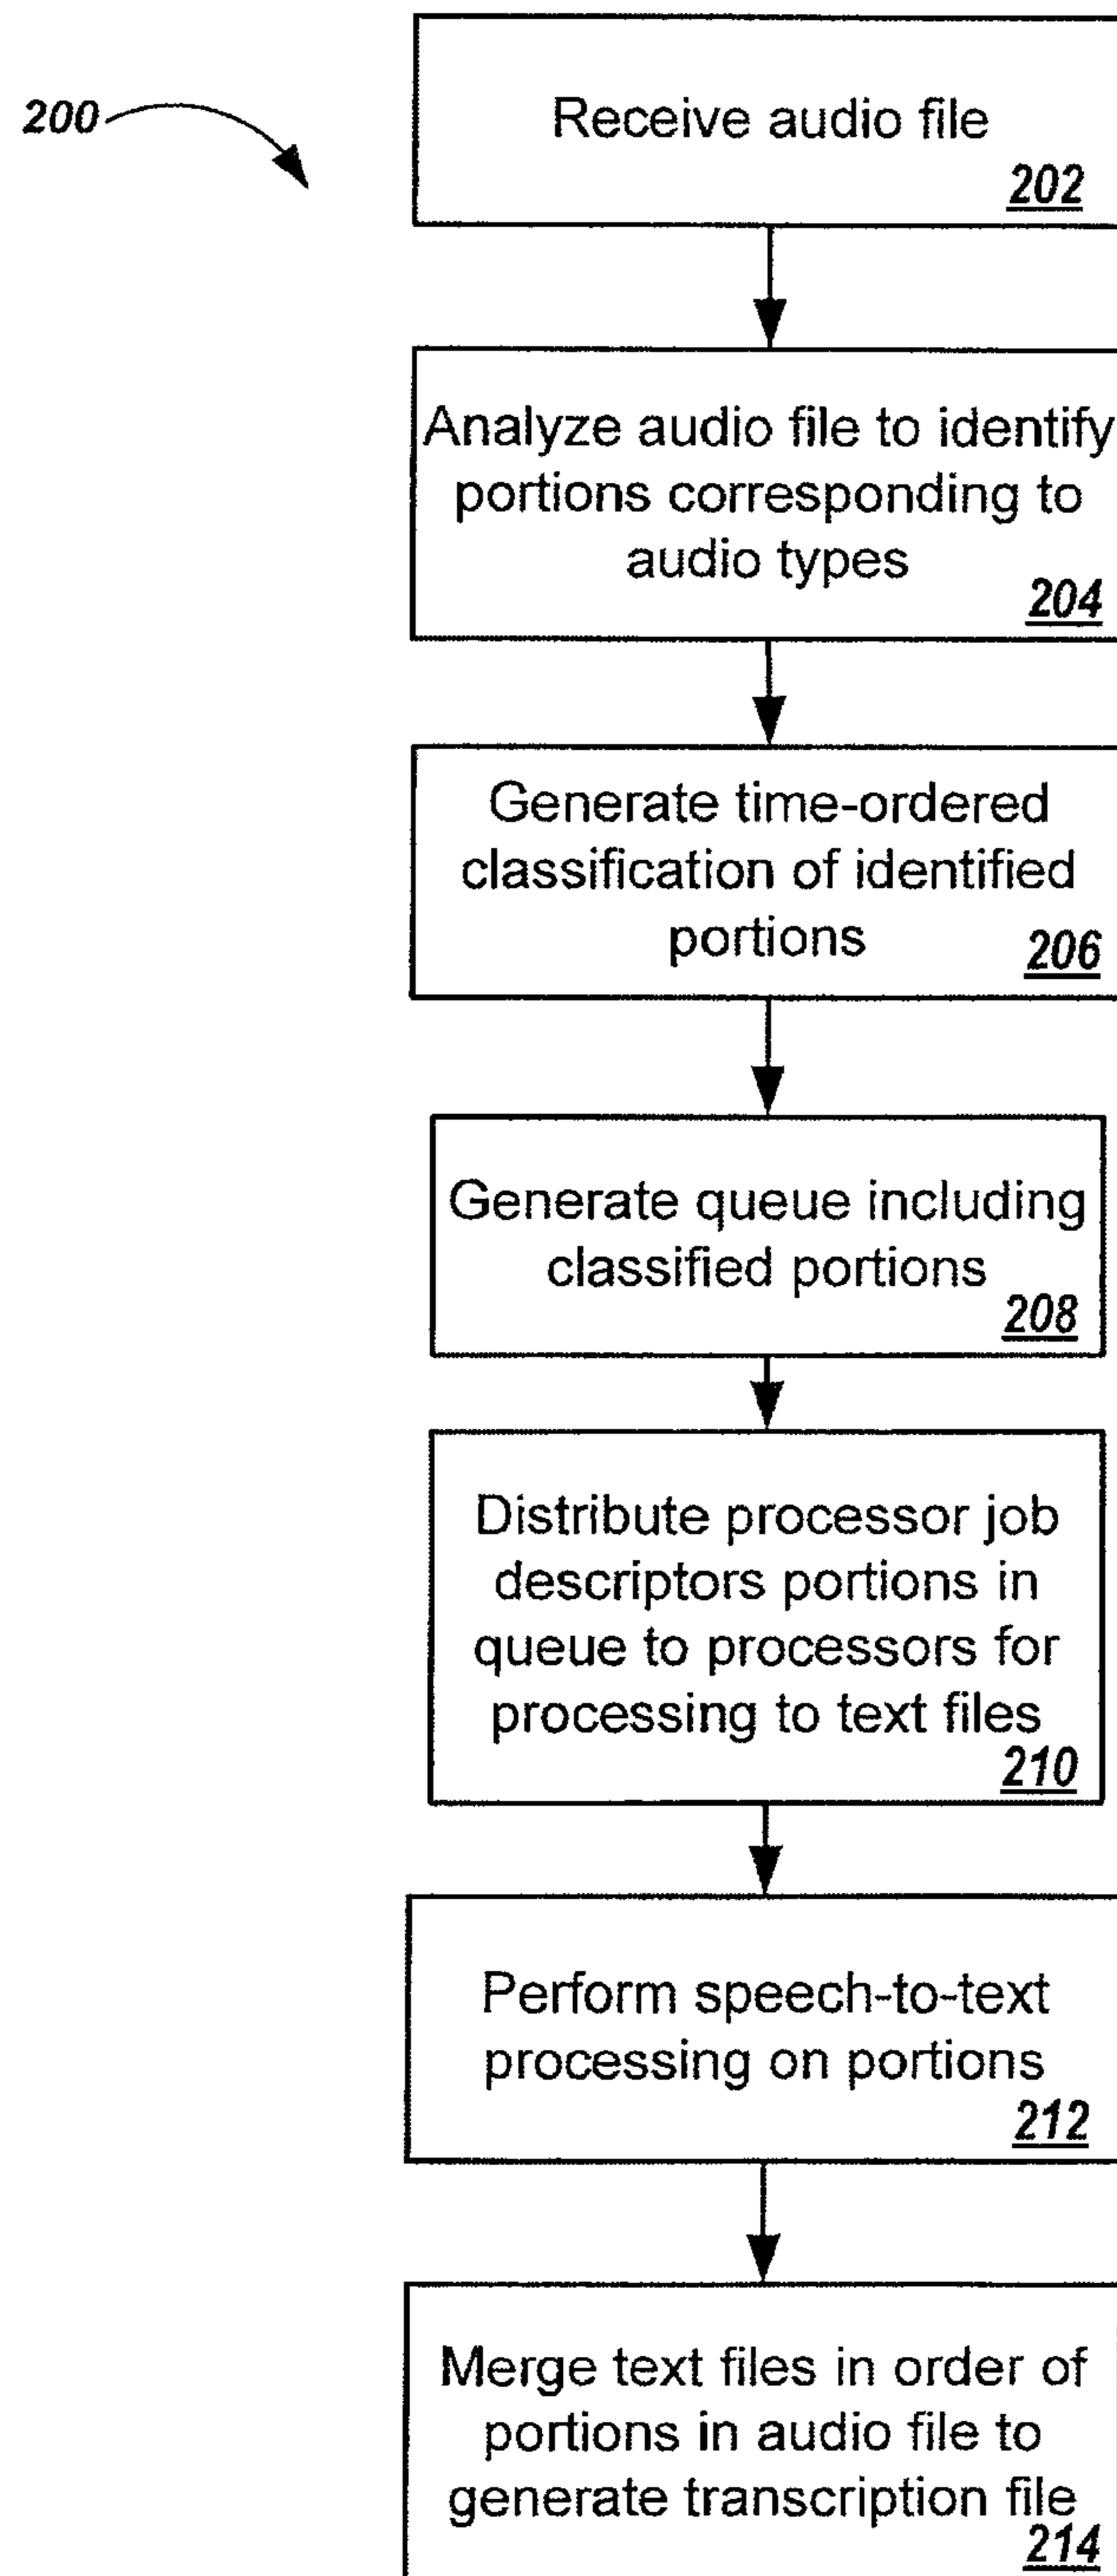 200
Receive audio file
202
Analyze audio file to identify
portions corresponding to
audio types
204
Generate time-ordered
classification of identified
portions
206
Generate queue including
classified portions
208
Distribute processor job
descriptors portions in
queue to processors for
processing to text files
210
Perform speech-to-text
processing on portions
212
Merge text files in order of
portions in audio file to
generate transcription file
214